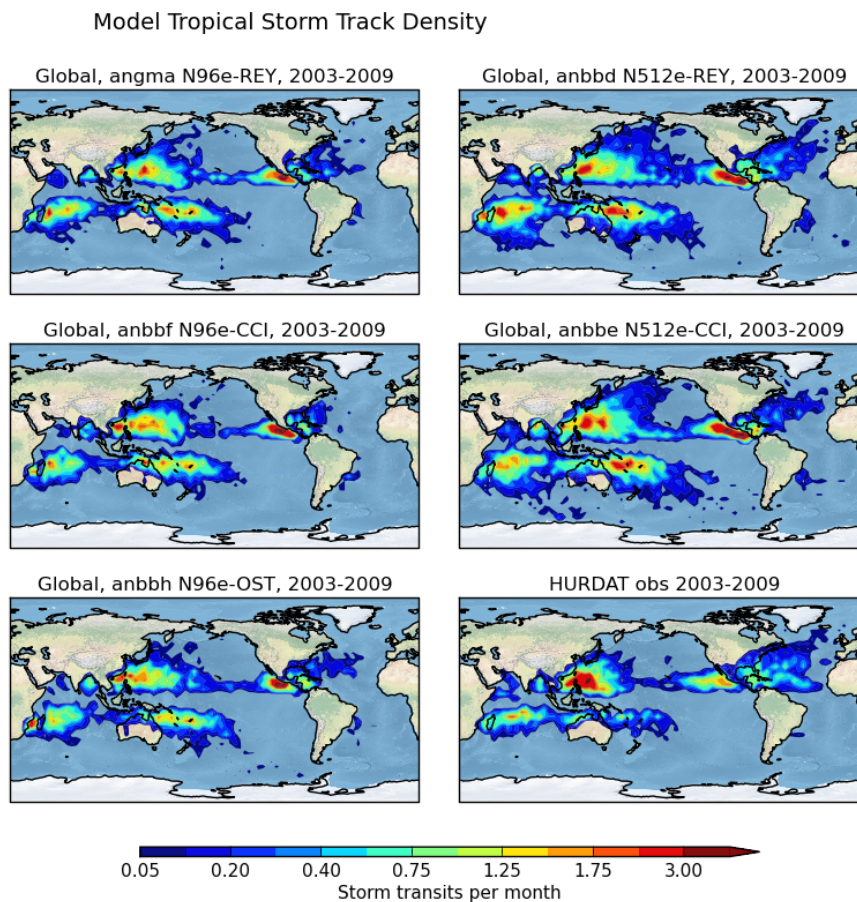 Model Tropical Storm Track Density
Global, angma N96e-REY, 2003-2009
Global, anbbd N512e-REY, 2003-2009
Global, anbbf N96e-CCI, 2003-2009
Global, anbbe N512e-CCI, 2003-2009
Global, anbbh N96e-OST, 2003-2009
HURDAT obs 2003-2009
0.05 0.20 0.40 0.75 1.25 1.75 3.00
Storm transits per month